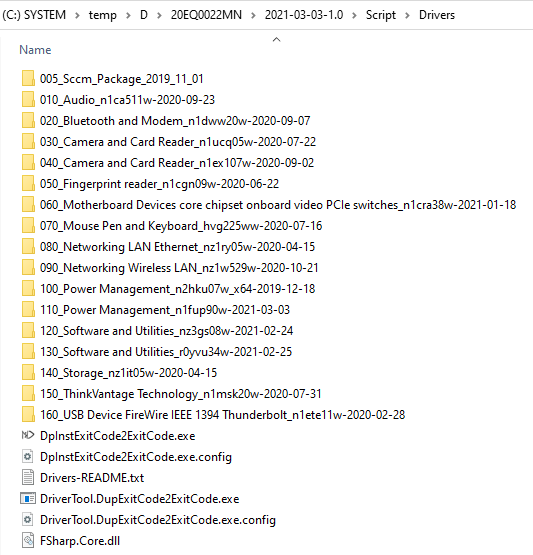 (C:) SYSTEM > temp > D > 20EQ0022MN > 2021-03-03-1.0 > Script > Drivers
Name
005_Sccm_Package_2019_11_01
010_Audio_n1ca511w-2020-09-23
020_Bluetooth and Modem_n1dww20w-2020-09-07
030_Camera and Card Reader_n1ucq05w-2020-07-22
040_Camera and Card Reader_n1ex107w-2020-09-02
050_Fingerprint reader_n1cgn09w-2020-06-22
060_Motherboard Devices core chipset onboard video PCIe switches_n1cra38w-2021-01-18
070_Mouse Pen and Keyboard_hvg225ww-2020-07-16
080_Networking LAN Ethernet_nz1ry05w-2020-04-15
090_Networking Wireless LAN_nz1w529w-2020-10-21
100_Power Management_n2hku07w_x64-2019-12-18
110_Power Management_n1fup90w-2021-03-03
120_Software and Utilities_nz3gs08w-2021-02-24
130_Software and Utilities_r0yvu34w-2021-02-25
140_Storage_nz1it05w-2020-04-15
150_ThinkVantage Technology_n1msk20w-2020-07-31
160_USB Device FireWire IEEE 1394 Thunderbolt_n1ete11w-2020-02-28
DpInstExitCode2ExitCode.exe
DpInstExitCode2ExitCode.exe.config
Drivers-README.txt
DriverTool.DupExitCode2ExitCode.exe
DriverTool.DupExitCode2ExitCode.exe.config
FSharp.Core.dll